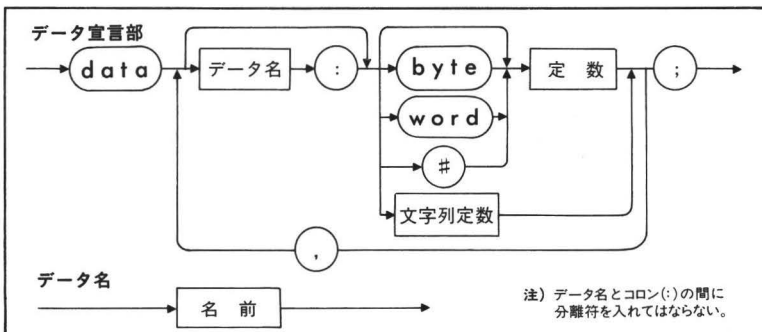 データ宣言部
data
データ名
:
byte
定 数
;
word
#
文字列定数
,
データ名
名 前
注) データ名とコロン(:)の間に
分離符を入れてはならない。